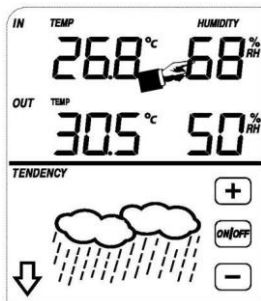 IN TEMP HUMIDITY
26.8 °C 68 % RH
OUT TEMP
30.5 °C 50 % RH
TENDENCY
+
ON/OFF
−